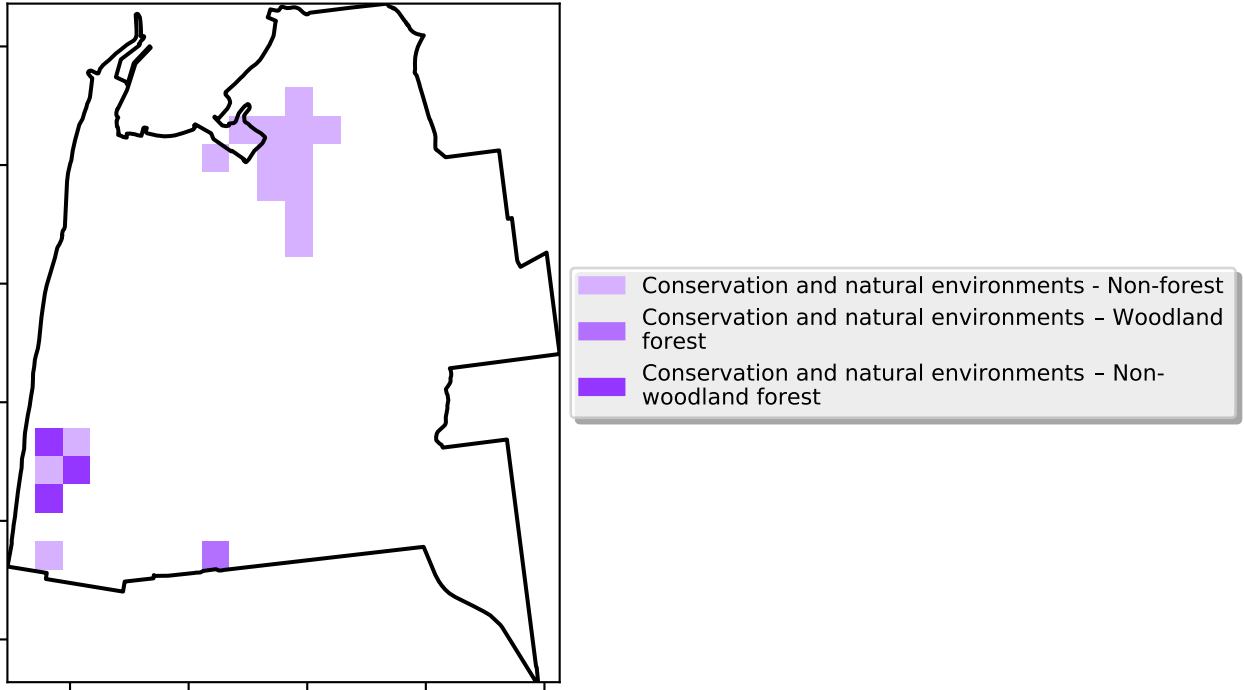 Conservation and natural environments - Non-forest
Conservation and natural environments – Woodland
forest
Conservation and natural environments – Non-
woodland forest